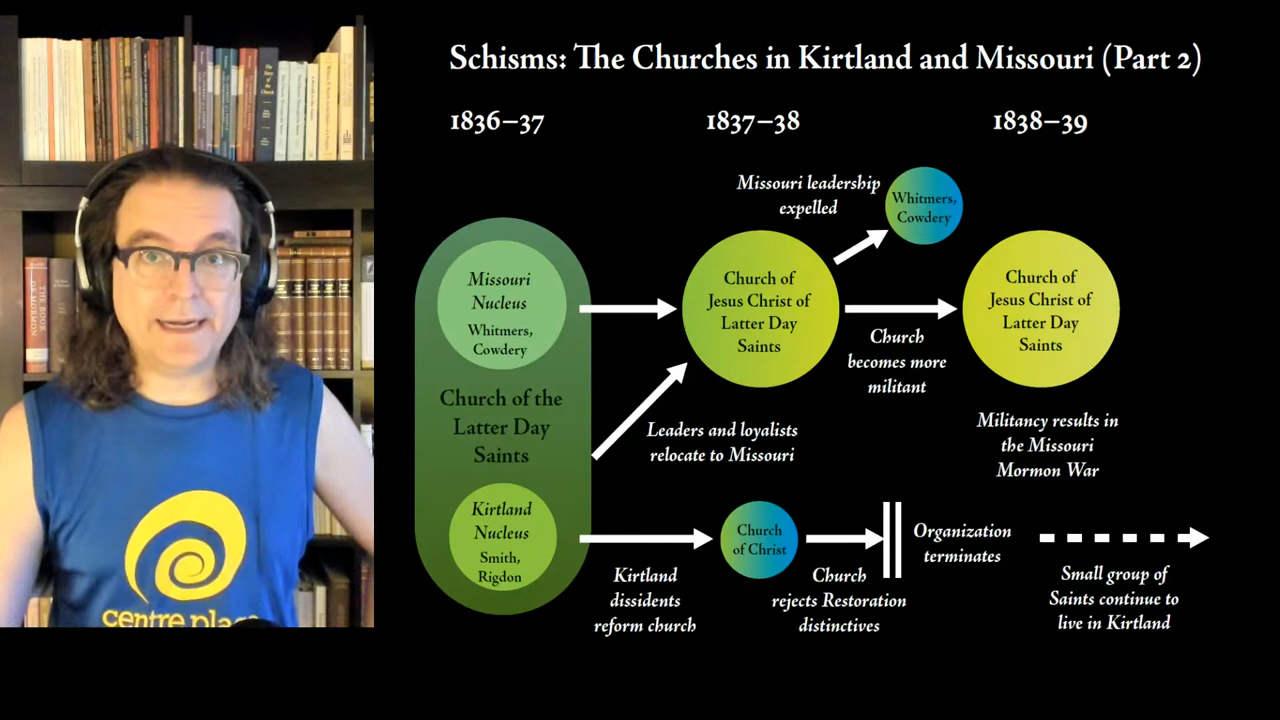 Schisms: The Churches in Kirtland and Missouri (Part 2)
1836–37
1837–38
1838–39
Missouri leadership
expelled
Whitmers,
Cowdery
Missouri
Nucleus
Whitmers,
Cowdery
Church of the
Latter Day
Saints
Kirtland
Nucleus
Smith,
Rigdon
Church of
Jesus Christ of
Latter Day
Saints
Church
becomes more
militant
Church of
Jesus Christ of
Latter Day
Saints
Leaders and loyalists
relocate to Missouri
Militancy results in
the Missouri
Mormon War
Kirtland
dissidents
reform church
Church
of Christ
Church
rejects Restoration
distinctives
Organization
terminates
Small group of
Saints continue to
live in Kirtland
centre place
THE BOOK
OF MORMON